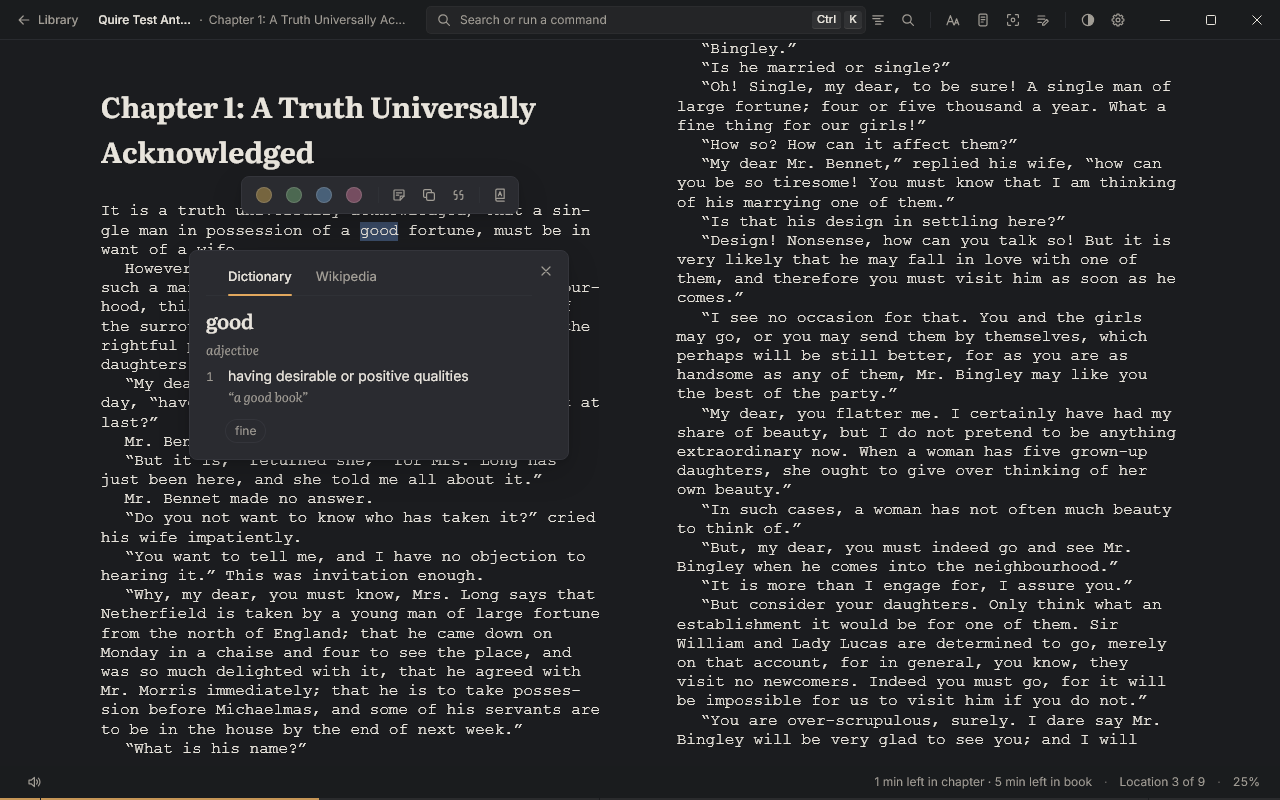 Library
Quire Test Ant... · Chapter 1: A Truth Universally Ac...
Search or run a command
Ctrl K
Chapter 1: A Truth Universally
Acknowledged
It is a truth a sin-
gle man in possession of a good fortune, must be in
want of a wife.
However
such a
hood,
the
rightful
daughters
“My
day, at
last?”
Mr.
Dictionary
Wikipedia
good
adjective
1 having desirable or positive qualities
“a good book”
fine
“But it is,” returned she, “for Mrs. Long has
just been here, and she told me all about it.”
Mr. Bennet made no answer.
“Do you not want to know who has taken it?” cried
his wife impatiently.
“You want to tell me, and I have no objection to
hearing it.” This was invitation enough.
“Why, my dear, you must know, Mrs. Long says that
Netherfield is taken by a young man of large fortune
from the north of England; that he came down on
Monday in a chaise and four to see the place, and
was so much delighted with it, that he agreed with
Mr. Morris immediately; that he is to take posses-
sion before Michaelmas, and some of his servants are
to be in the house by the end of next week.”
“What is his name?”
“Bingley.”
“Is he married or single?”
“Oh! Single, my dear, to be sure! A single man of
large fortune; four or five thousand a year. What a
fine thing for our girls!”
“How so? How can it affect them?”
“My dear Mr. Bennet,” replied his wife, “how can
you be so tiresome! You must know that I am thinking
of his marrying one of them.”
“Is that his design in settling here?”
“Design! Nonsense, how can you talk so! But it is
very likely that he may fall in love with one of
them, and therefore you must visit him as soon as he
comes.”
“I see no occasion for that. You and the girls
may go, or you may send them by themselves, which
perhaps will be still better, for as you are as
handsome as any of them, Mr. Bingley may like you
the best of the party.”
“My dear, you flatter me. I certainly have had my
share of beauty, but I do not pretend to be anything
extraordinary now. When a woman has five grown-up
daughters, she ought to give over thinking of her
own beauty.”
“In such cases, a woman has not often much beauty
to think of.”
“But, my dear, you must indeed go and see Mr.
Bingley when he comes into the neighbourhood.”
“It is more than I engage for, I assure you.”
“But consider your daughters. Only think what an
establishment it would be for one of them. Sir
William and Lady Lucas are determined to go, merely
on that account, for in general, you know, they
visit no newcomers. Indeed you must go, for it will
be impossible for us to visit him if you do not.”
“You are over-scrupulous, surely. I dare say Mr.
Bingley will be very glad to see you; and I will
1 min left in chapter · 5 min left in book · Location 3 of 9 · 25%